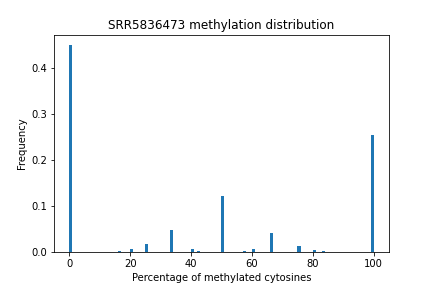 SRR5836473 methylation distribution
Frequency
0.4
0.3
0.2
0.1
0.0
0 20 40 60 80 100
Percentage of methylated cytosines